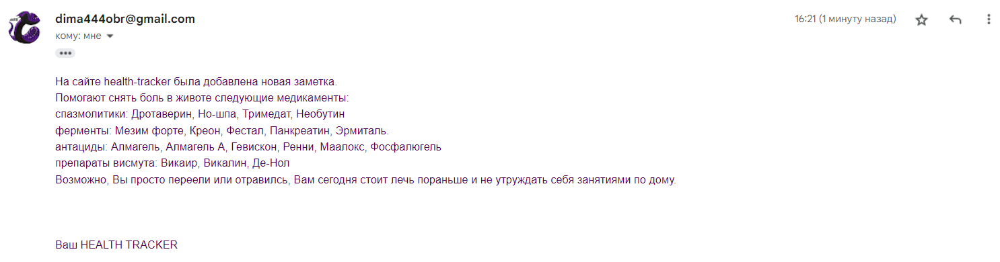 dima444obr@gmail.com
16:21 (1 минуту назад)
кому: мне
На сайте health-tracker была добавлена новая заметка.
Помогают снять боль в животе следующие медикаменты:
спазмолитики: Дротаверин, Но-шпа, Тримедат, Необутин
ферменты: Мезим форте, Креон, Фестал, Панкреатин, Эрмиталь.
антациды: Алмагель, Алмагель А, Гевискон, Ренни, Маалокс, Фосфалюгель
препараты висмута: Викаир, Викалин, Де-Нол
Возможно, Вы просто переели или отравилсь, Вам сегодня стоит лечь пораньше и не утруждать себя занятиями по дому.
Ваш HEALTH TRACKER